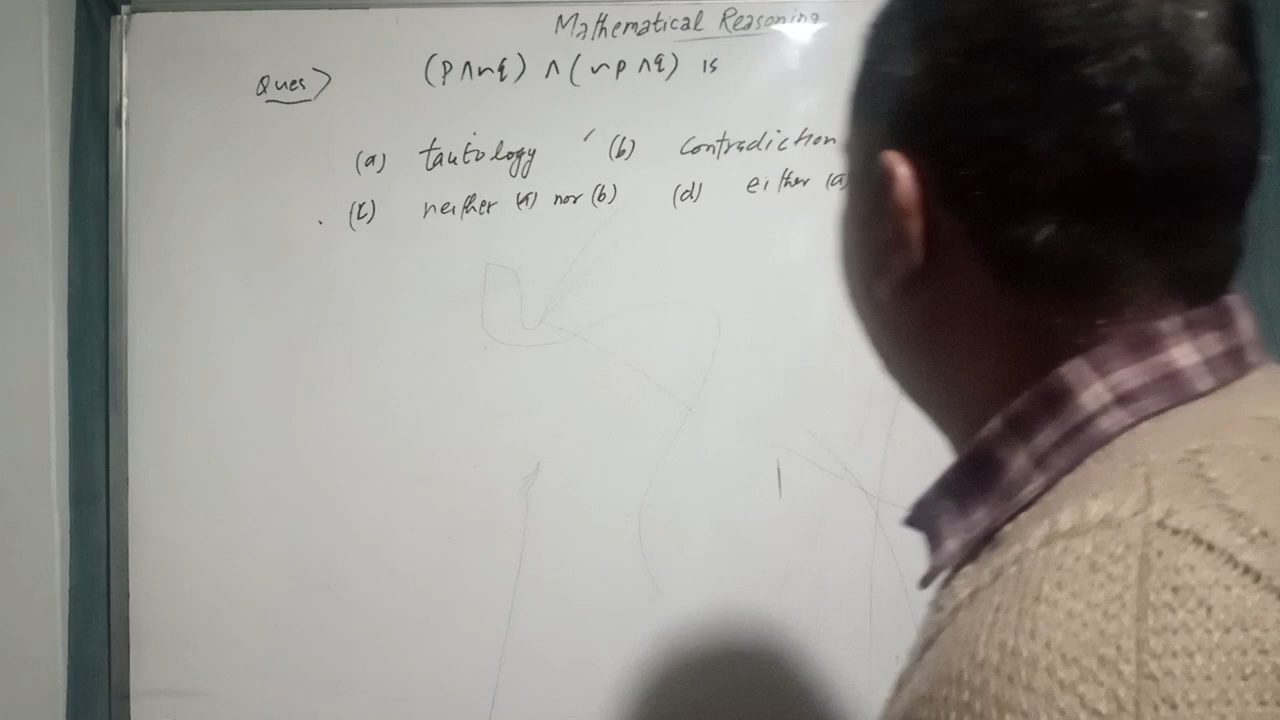 Mathematical Reasoning
Ques> (p∧~q) ∧ (~p∧q) is
(a) tautology (b) contradiction
(c) neither (a) nor (b) (d) either (a)